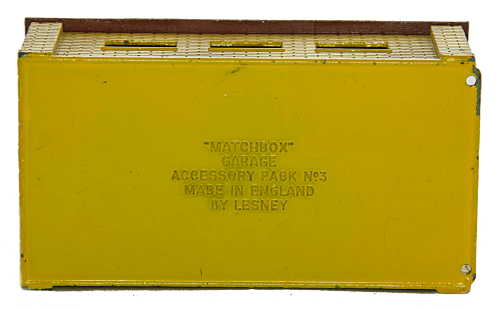 "MATCHBOX"
GARAGE
ACCESSORY PACK Nº3
MADE IN ENGLAND
BY LESNEY